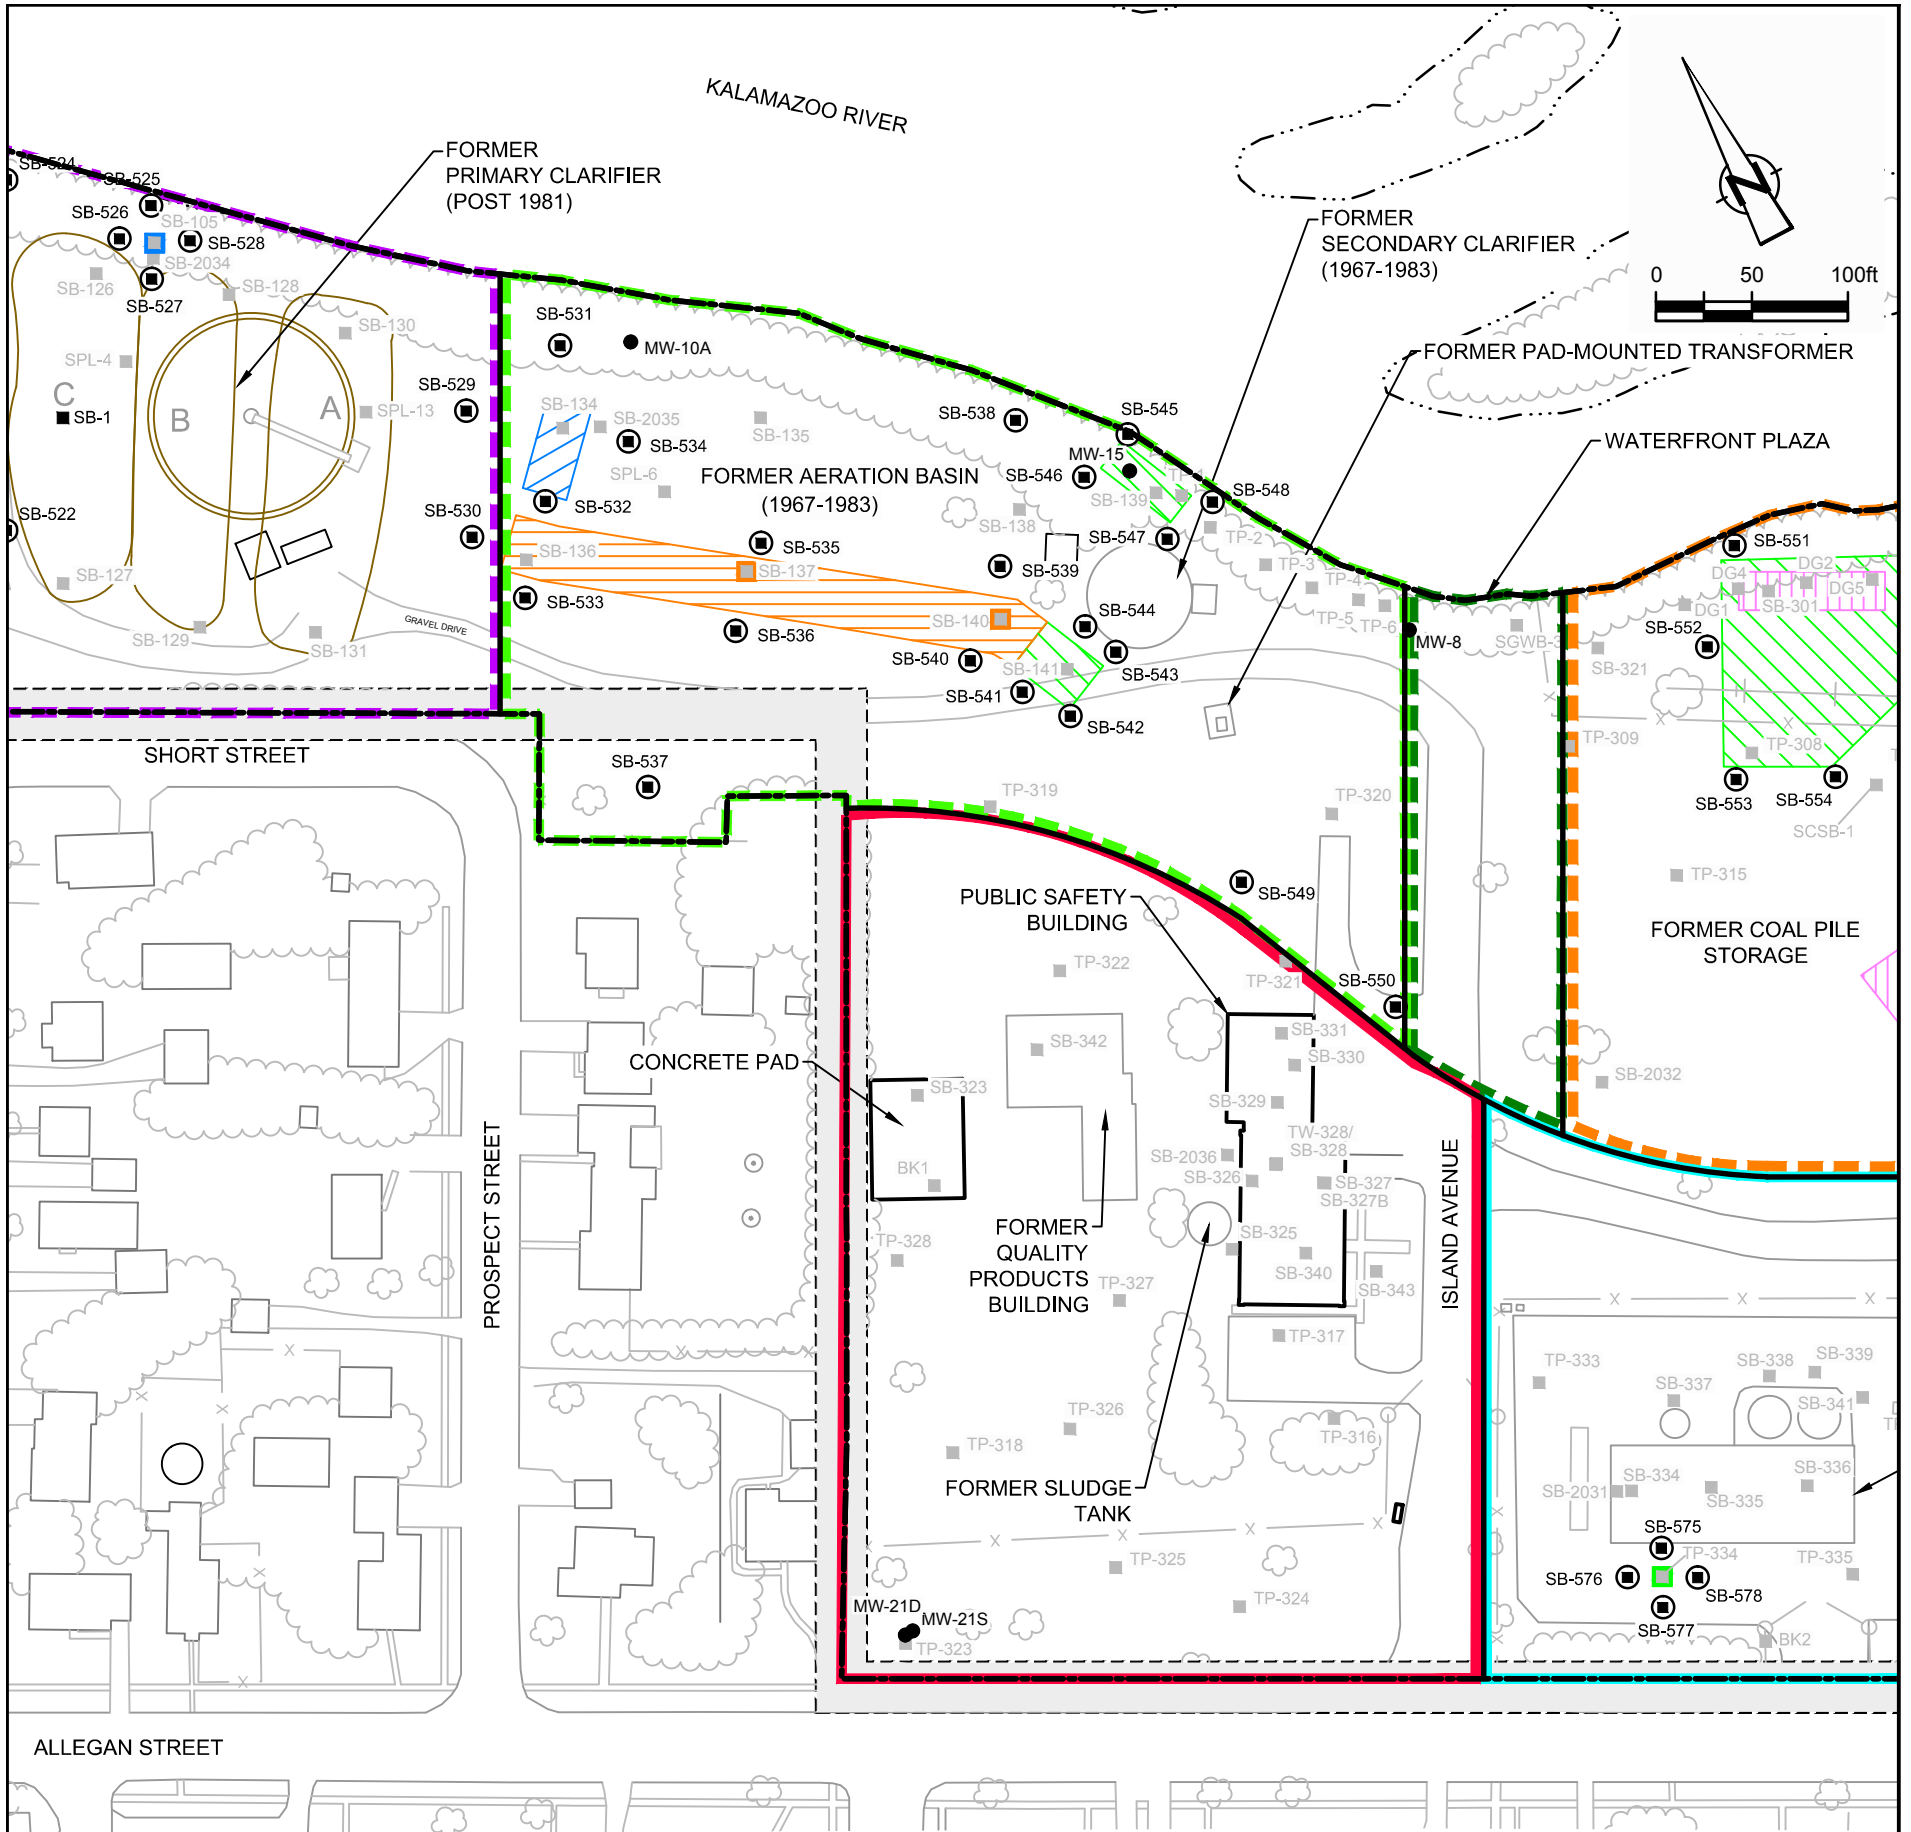 KALAMAZOO RIVER
FORMER
PRIMARY CLARIFIER
(POST 1981)
FORMER
SECONDARY CLARIFIER
(1967-1983)
N
0 50 100ft
SB-524
SB-525
SB-526
SB-105
SB-528
SB-2034
SB-126
SB-527
SB-128
SB-130
SPL-4
C
SB-1
B
A
SPL-13
SB-529
SB-522
SB-530
SB-127
SB-129
SB-131
GRAVEL DRIVE
SB-531
MW-10A
SB-134
SB-2035
SB-534
SB-135
SPL-6
FORMER AERATION BASIN
(1967-1983)
SB-532
SB-535
SB-136
SB-137
SB-533
SB-536
SB-538
SB-545
MW-15
SB-546
SB-139
SB-548
SB-138
SB-547
TP-2
SB-539
TP-3
TP-4
TP-5
TP-6
SB-544
SB-140
SB-540
SB-141
SB-543
SB-541
SB-542
FORMER PAD-MOUNTED TRANSFORMER
WATERFRONT PLAZA
MW-8
SB-551
DG4
DG2
DG5
DG1
SB-301
SB-552
SB-321
TP-309
TP-308
SB-553
SB-554
SCSB-1
TP-315
FORMER COAL PILE
STORAGE
SB-2032
SHORT STREET
SB-537
TP-319
TP-320
SB-549
PUBLIC SAFETY
BUILDING
TP-322
TP-321
SB-550
SB-331
SB-342
SB-330
CONCRETE PAD
SB-323
SB-329
TW-328/
SB-328
SB-2036
BK1
SB-326
SB-327
SB-327B
PROSPECT STREET
ISLAND AVENUE
FORMER
QUALITY
PRODUCTS
BUILDING
SB-325
TP-328
SB-340
TP-327
SB-343
TP-317
TP-333
SB-338
SB-339
SB-337
SB-341
TP-326
TP-316
TP-318
FORMER SLUDGE
TANK
SB-334
SB-336
SB-2031
SB-335
SB-575
TP-325
TP-334
TP-335
SB-576
SB-578
MW-21D
MW-21S
TP-324
SB-577
TP-323
BK2
ALLEGAN STREET